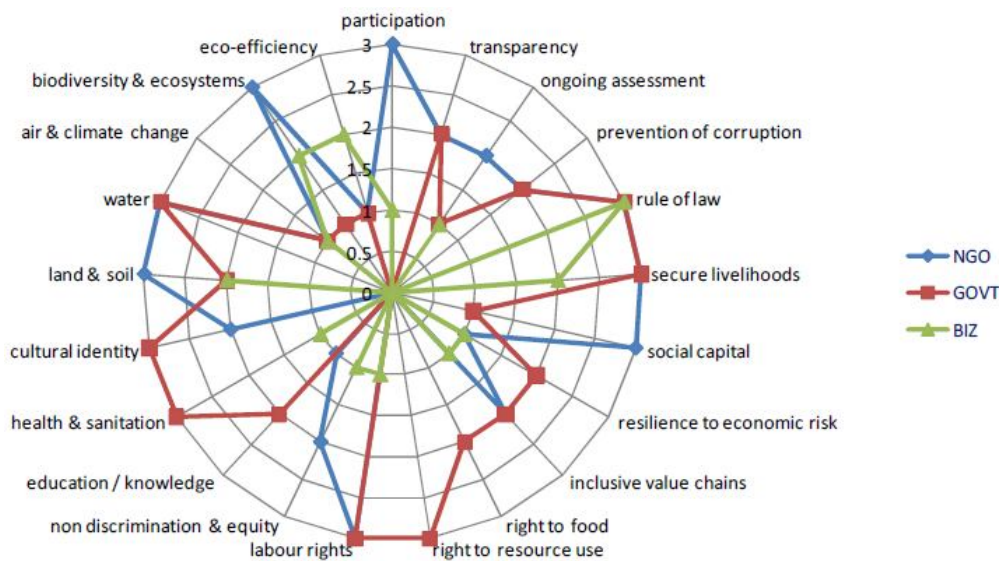 participation
eco-efficiency
transparency
biodiversity & ecosystems
ongoing assessment
air & climate change
prevention of corruption
water
rule of law
land & soil
secure livelihoods
cultural identity
social capital
health & sanitation
resilience to economic risk
education / knowledge
inclusive value chains
non discrimination & equity
right to food
labour rights
right to resource use
3
2.5
2
1.5
1
0.5
0
NGO
GOVT
BIZ